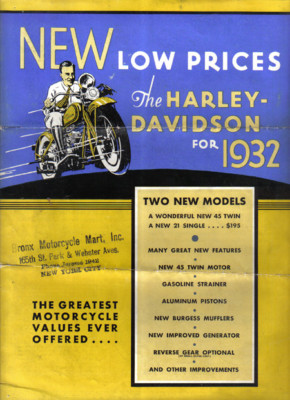 NEW LOW PRICES
The HARLEY-
DAVIDSON
FOR 1932
Bronx Motorcycle Mart, Inc.
165th St. Park & Webster Ave.
NEW YORK CITY
THE GREATEST
MOTORCYCLE
VALUES EVER
OFFERED....
TWO NEW MODELS
A WONDERFUL NEW 45 TWIN
A NEW 21 SINGLE .... $195
MANY GREAT NEW FEATURES
NEW 45 TWIN MOTOR
GASOLINE STRAINER
ALUMINUM PISTONS
NEW BURGESS MUFFLERS
NEW IMPROVED GENERATOR
REVERSE GEAR OPTIONAL
AND OTHER IMPROVEMENTS